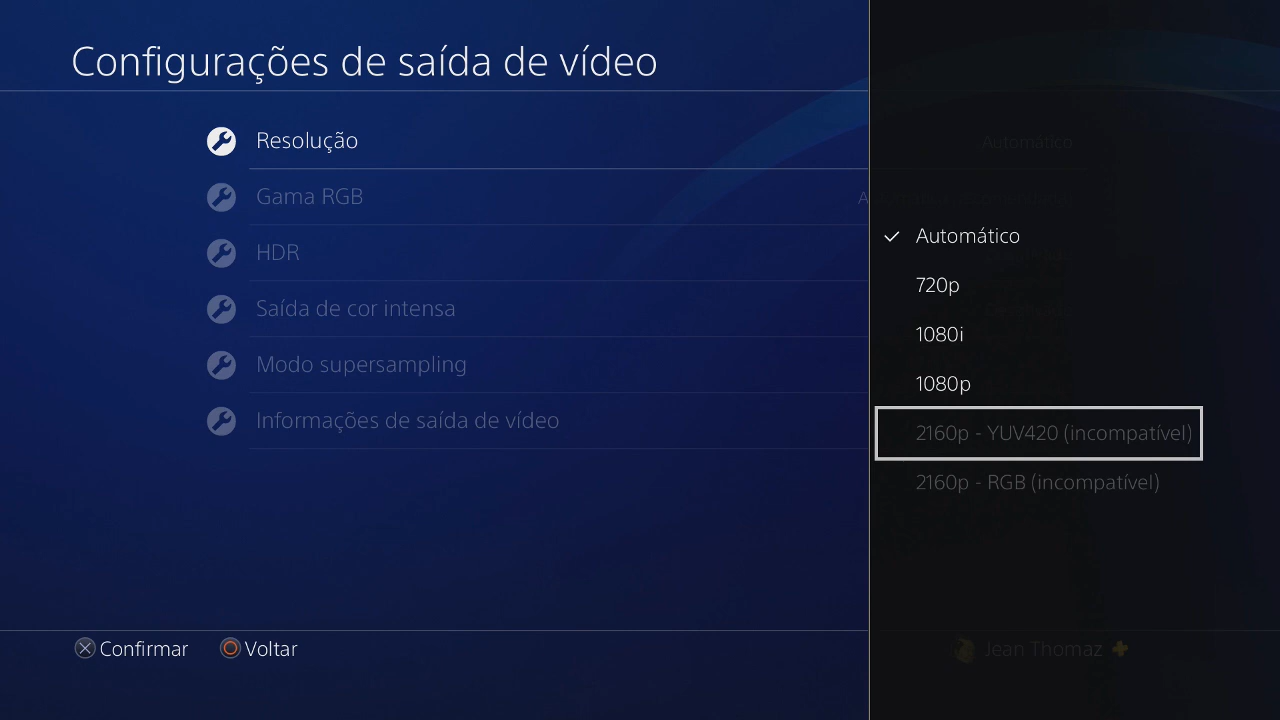 Configurações de saída de vídeo
Resolução
Automático
Gama RGB
HDR
Saída de cor intensa
Modo supersampling
Informações de saída de vídeo
Automático
720p
1080i
1080p
2160p - YUV420 (incompatível)
2160p - RGB (incompatível)
Confirmar
Voltar
Jean Thomaz